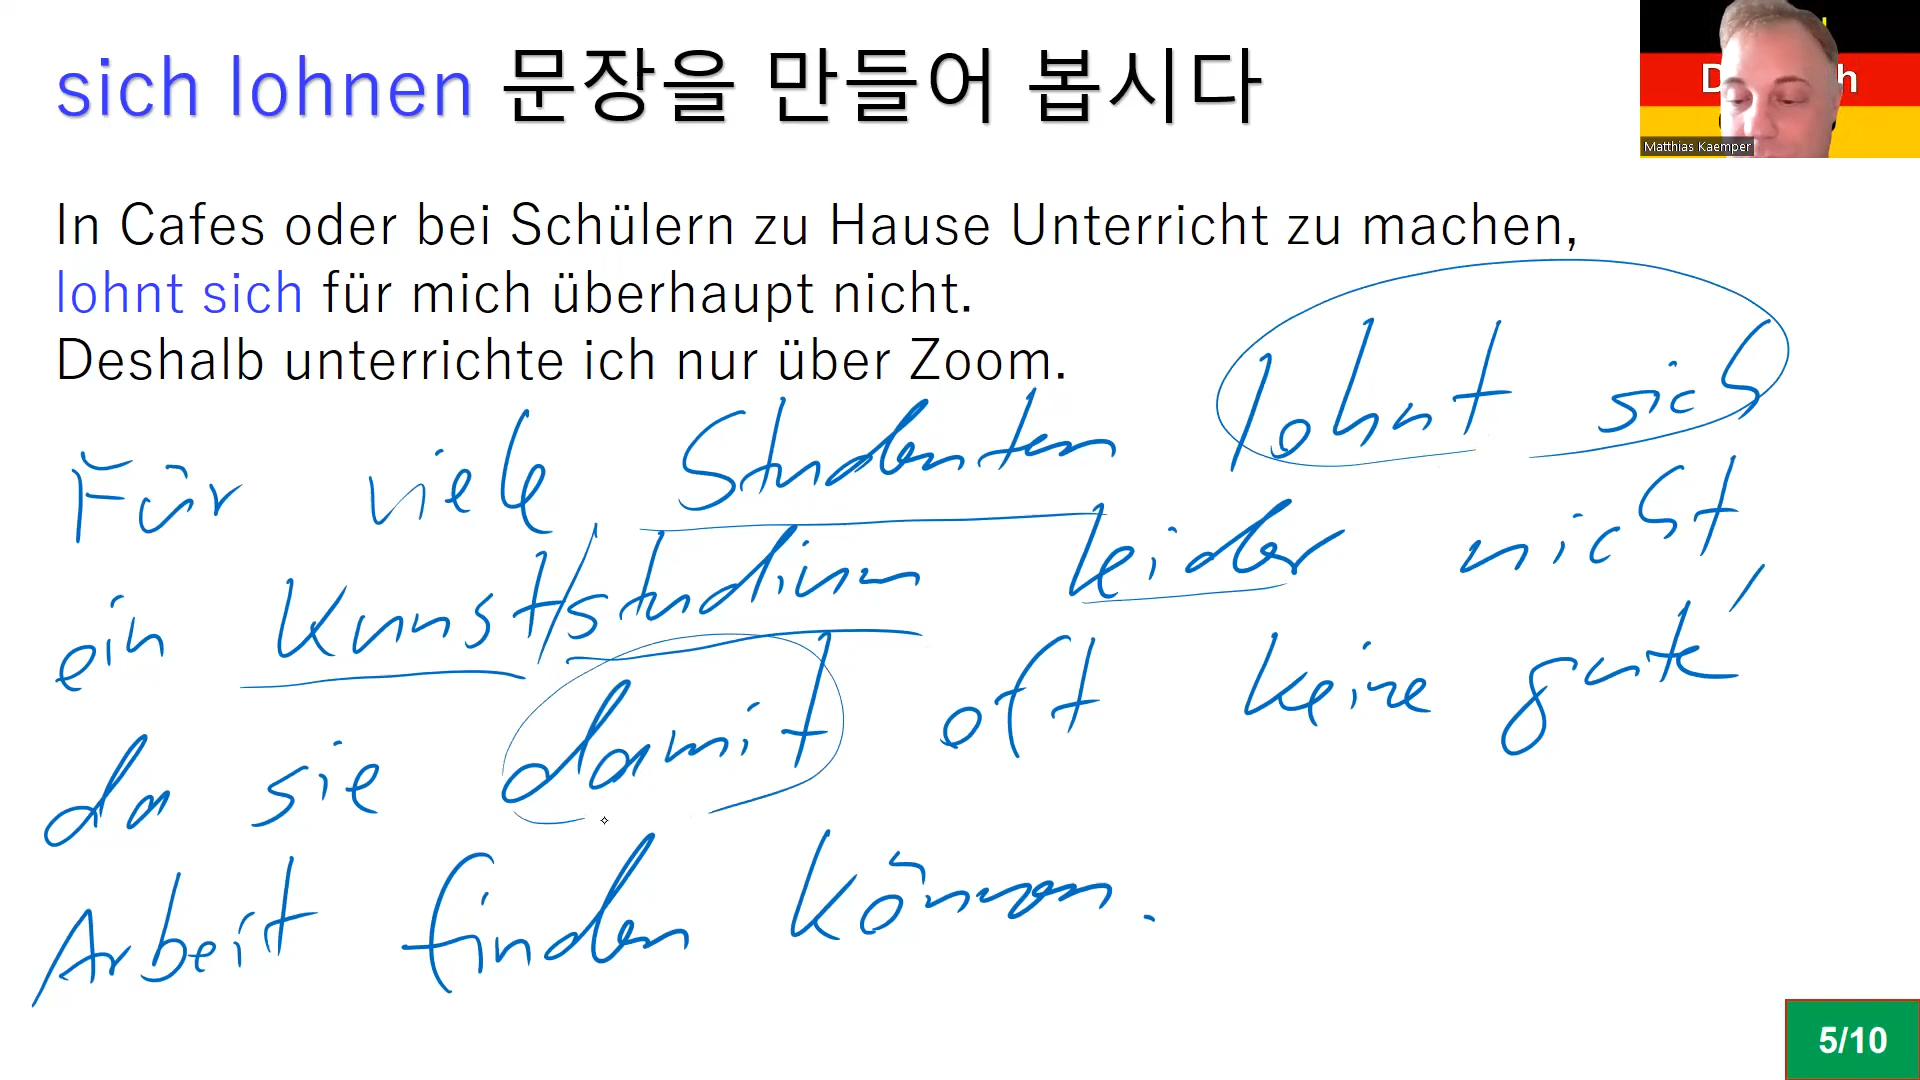 sich lohnen 문장을 만들어 봅시다
Matthias Kaemper
In Cafes oder bei Schülern zu Hause Unterricht zu machen,
lohnt sich für mich überhaupt nicht.
Deshalb unterrichte ich nur über Zoom.
Für viele Studenten lohnt sich
ein Kunst/studium leider nicht,
da sie damit oft keine gute
Arbeit finden können.
5/10